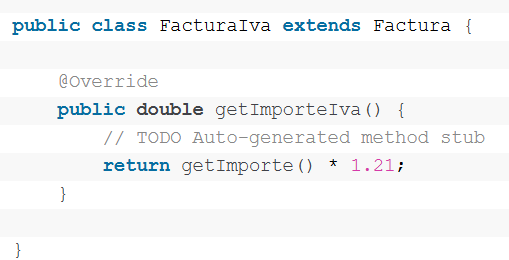 public class FacturaIva extends Factura {
@Override
public double getImporteIva() {
// TODO Auto-generated method stub
return getImporte() * 1.21;
}
}